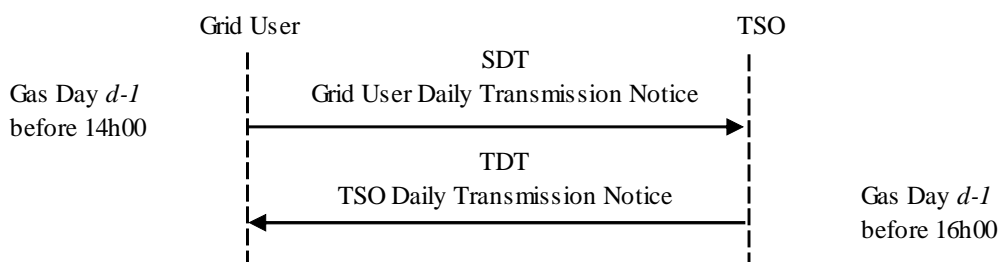 Grid User
TSO
SDT
Gas Day d-1
before 14h00
Grid User Daily Transmission Notice
TDT
TSO Daily Transmission Notice
Gas Day d-1
before 16h00